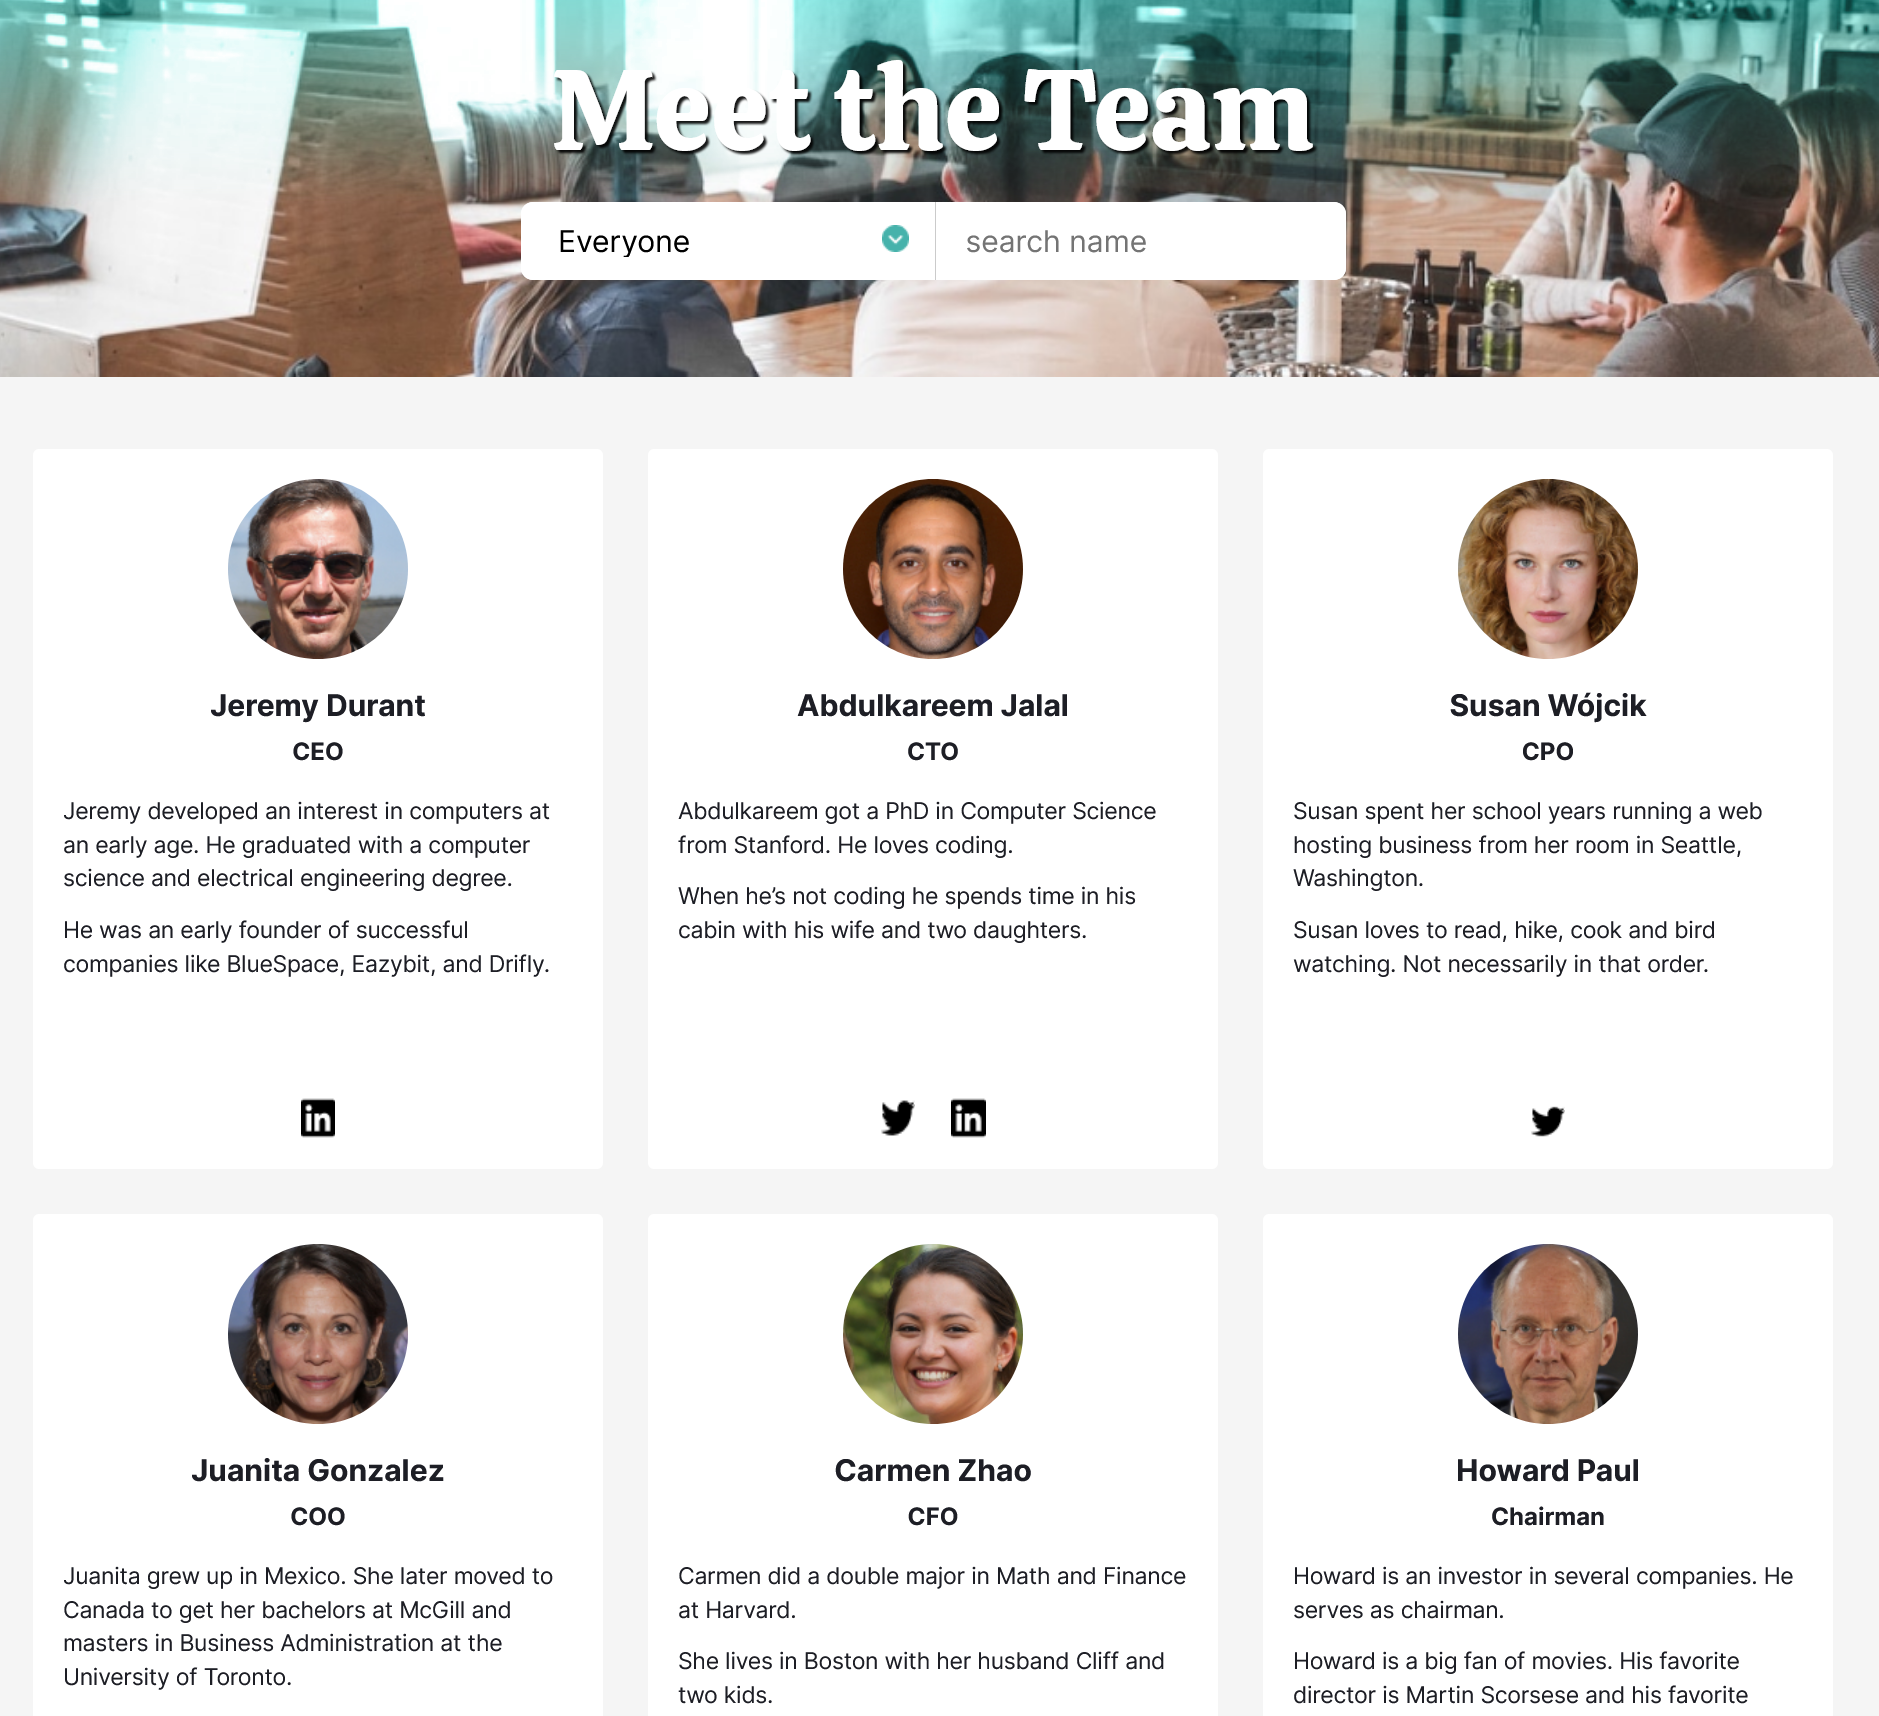 Meet the Team
Everyone
search name
Jeremy Durant
CEO
Jeremy developed an interest in computers at
an early age. He graduated with a computer
science and electrical engineering degree.
He was an early founder of successful
companies like BlueSpace, Eazybit, and Drifly.
in
Abdulkareem Jalal
CTO
Abdulkareem got a PhD in Computer Science
from Stanford. He loves coding.
When he’s not coding he spends time in his
cabin with his wife and two daughters.
in
Susan Wójcik
CPO
Susan spent her school years running a web
hosting business from her room in Seattle,
Washington.
Susan loves to read, hike, cook and bird
watching. Not necessarily in that order.
Juanita Gonzalez
COO
Juanita grew up in Mexico. She later moved to
Canada to get her bachelors at McGill and
masters in Business Administration at the
University of Toronto.
Carmen Zhao
CFO
Carmen did a double major in Math and Finance
at Harvard.
She lives in Boston with her husband Cliff and
two kids.
Howard Paul
Chairman
Howard is an investor in several companies. He
serves as chairman.
Howard is a big fan of movies. His favorite
director is Martin Scorsese and his favorite